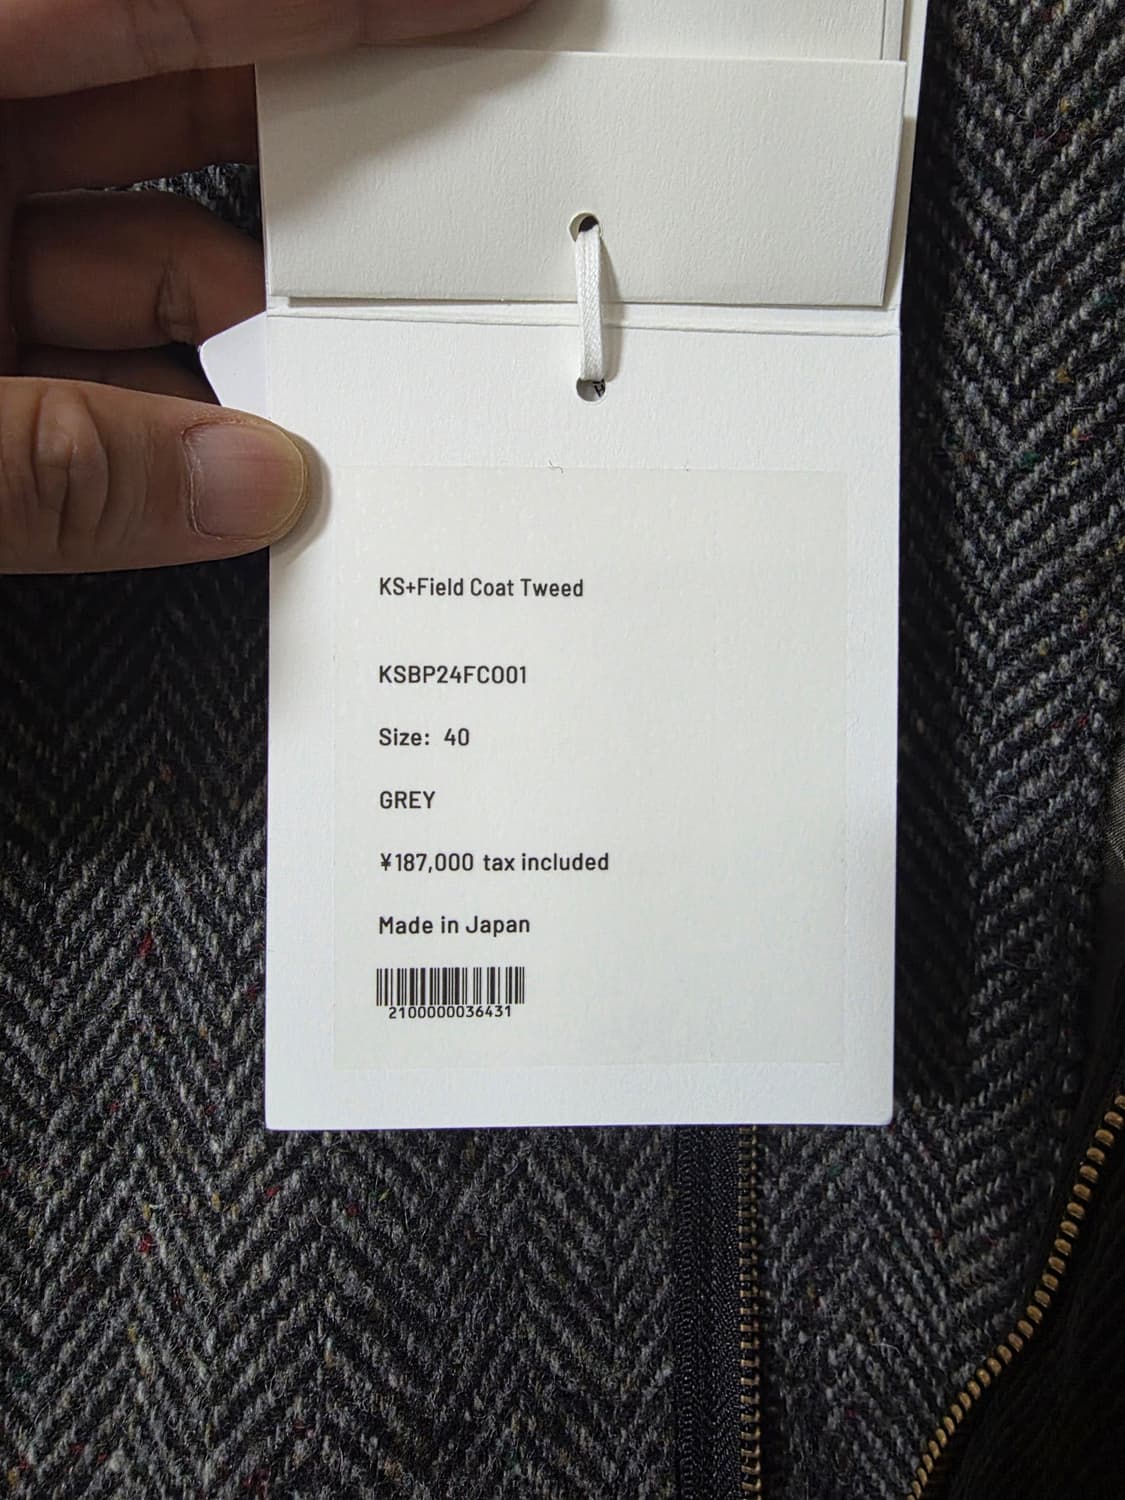 KS+Field Coat Tweed
KSBP24FC001
Size: 40
GREY
¥187,000 tax included
Made in Japan
2100000036431